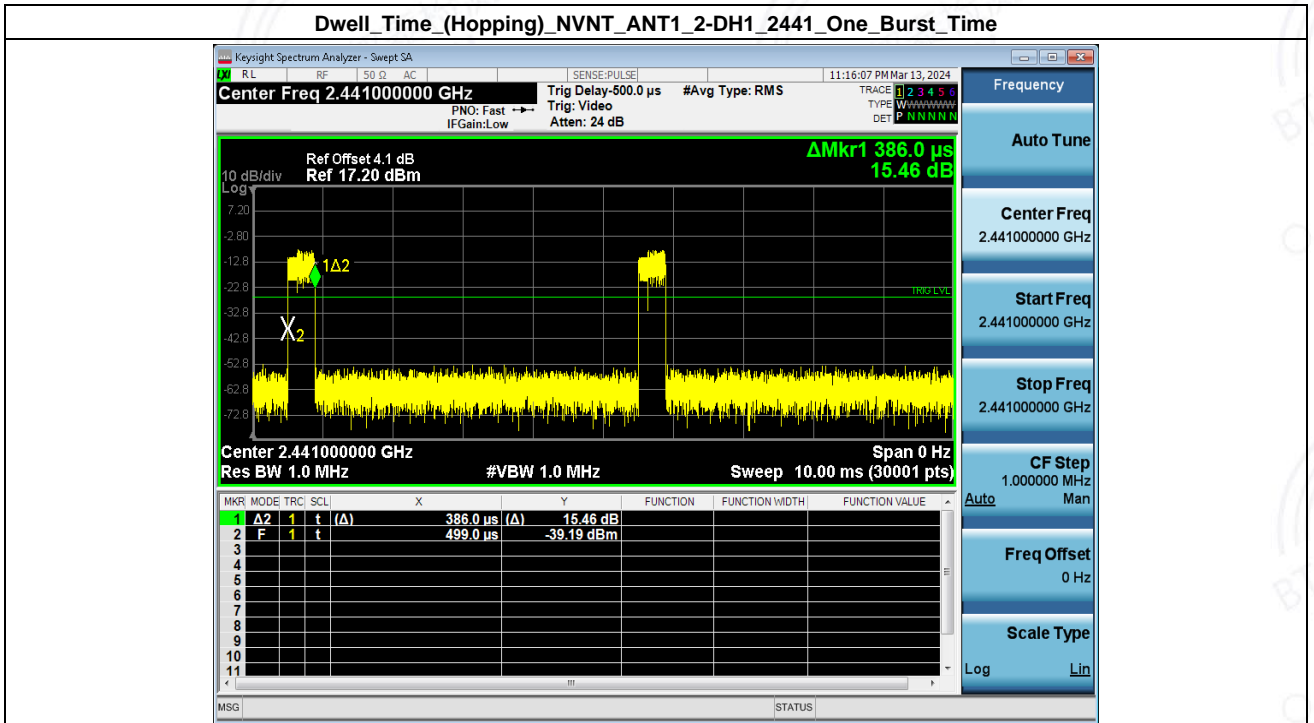 Dwell_Time_(Hopping)_NVNT_ANT1_2-DH1_2441_One_Burst_Time
Keysight Spectrum Analyzer - Swept SA
LXI RL RF 50 Ω AC SENSE:PULSE 11:16:07 PM Mar 13, 2024
Center Freq 2.441000000 GHz
PNO: Fast
IFGain:Low
Trig Delay-500.0 µs
Trig: Video
Atten: 24 dB
#Avg Type: RMS
TRACE 1 2 3 4 5 6
TYPE WWWWWW
DET P N N N N N
Frequency
Auto Tune
Center Freq
2.441000000 GHz
Start Freq
2.441000000 GHz
Stop Freq
2.441000000 GHz
CF Step
1.000000 MHz
Auto Man
Freq Offset
0 Hz
Scale Type
Log Lin
ΔMkr1 386.0 µs
15.46 dB
Ref Offset 4.1 dB
10 dB/div Ref 17.20 dBm
Log
7.20
-2.80
-12.8
-22.8
-32.8
-42.8
-52.8
-62.8
-72.8
1Δ2
X2
TRIG LVL
Center 2.441000000 GHz Span 0 Hz
Res BW 1.0 MHz #VBW 1.0 MHz Sweep 10.00 ms (30001 pts)
MKR MODE TRC SCL X Y FUNCTION FUNCTION WIDTH FUNCTION VALUE
1 Δ2 1 t (Δ) 386.0 µs (Δ) 15.46 dB
2 F 1 t 499.0 µs -39.19 dBm
3
4
5
6
7
8
9
10
11
MSG STATUS